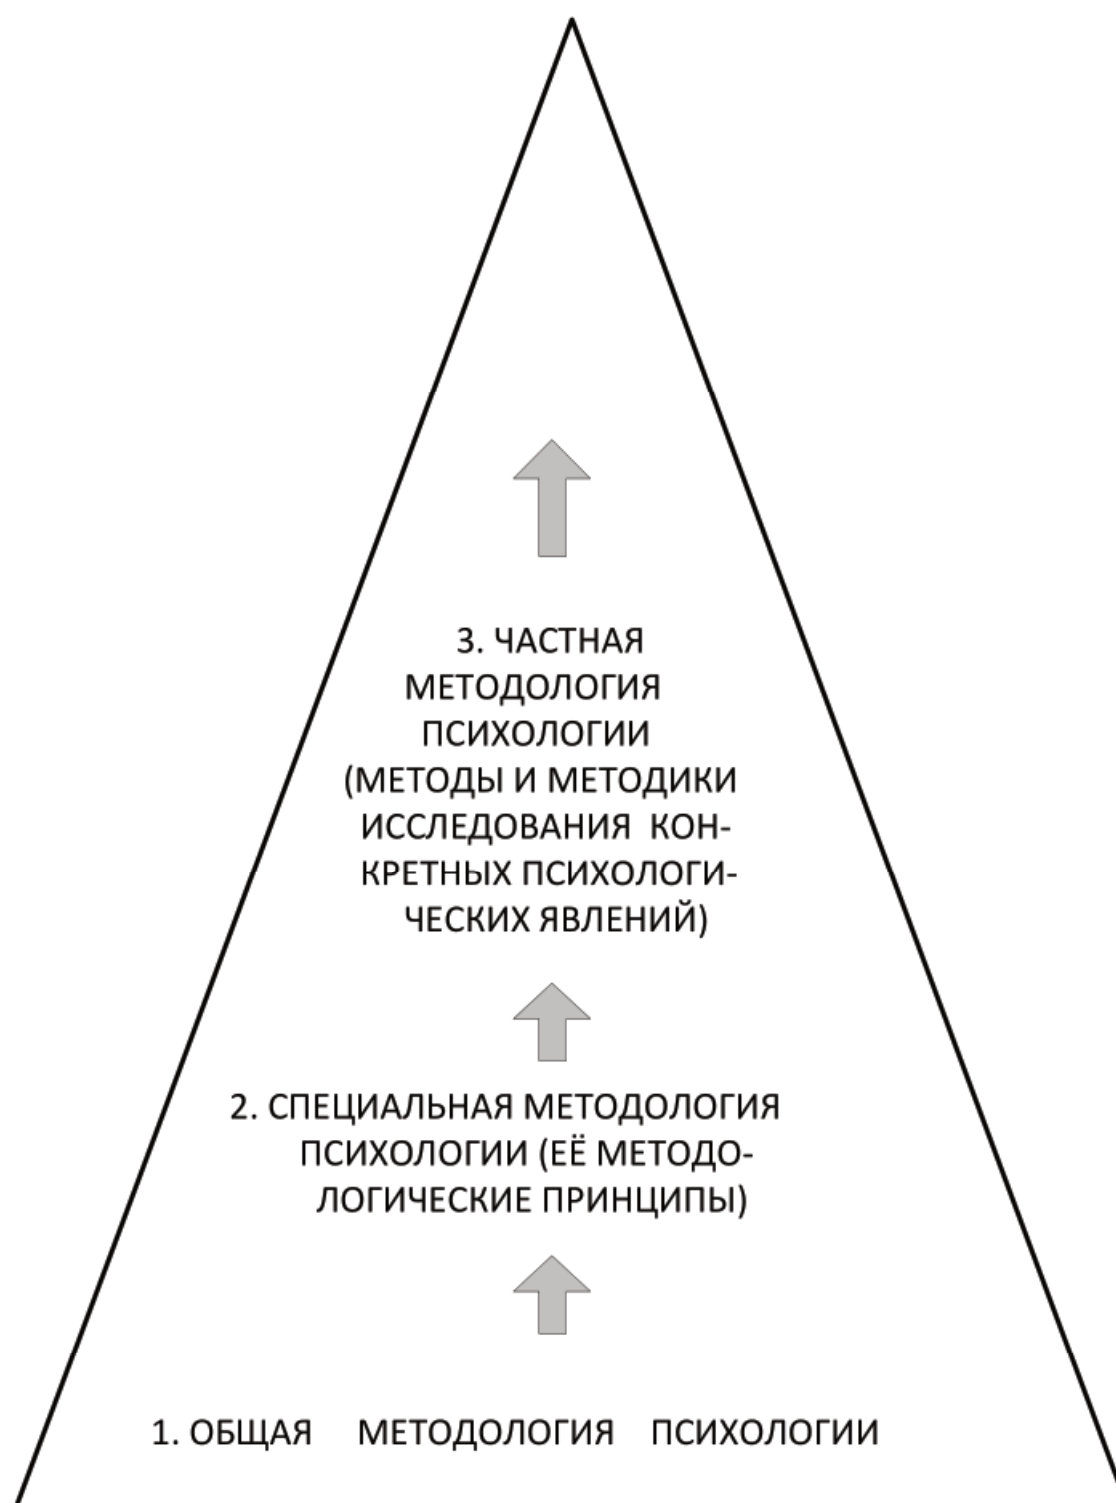 3. ЧАСТНАЯ
МЕТОДОЛОГИЯ
ПСИХОЛОГИИ
(МЕТОДЫ И МЕТОДИКИ
ИССЛЕДОВАНИЯ КОН-
КРЕТНЫХ ПСИХОЛОГИ-
ЧЕСКИХ ЯВЛЕНИЙ)
2. СПЕЦИАЛЬНАЯ МЕТОДОЛОГИЯ
ПСИХОЛОГИИ (ЕЁ МЕТОДО-
ЛОГИЧЕСКИЕ ПРИНЦИПЫ)
1. ОБЩАЯ МЕТОДОЛОГИЯ ПСИХОЛОГИИ